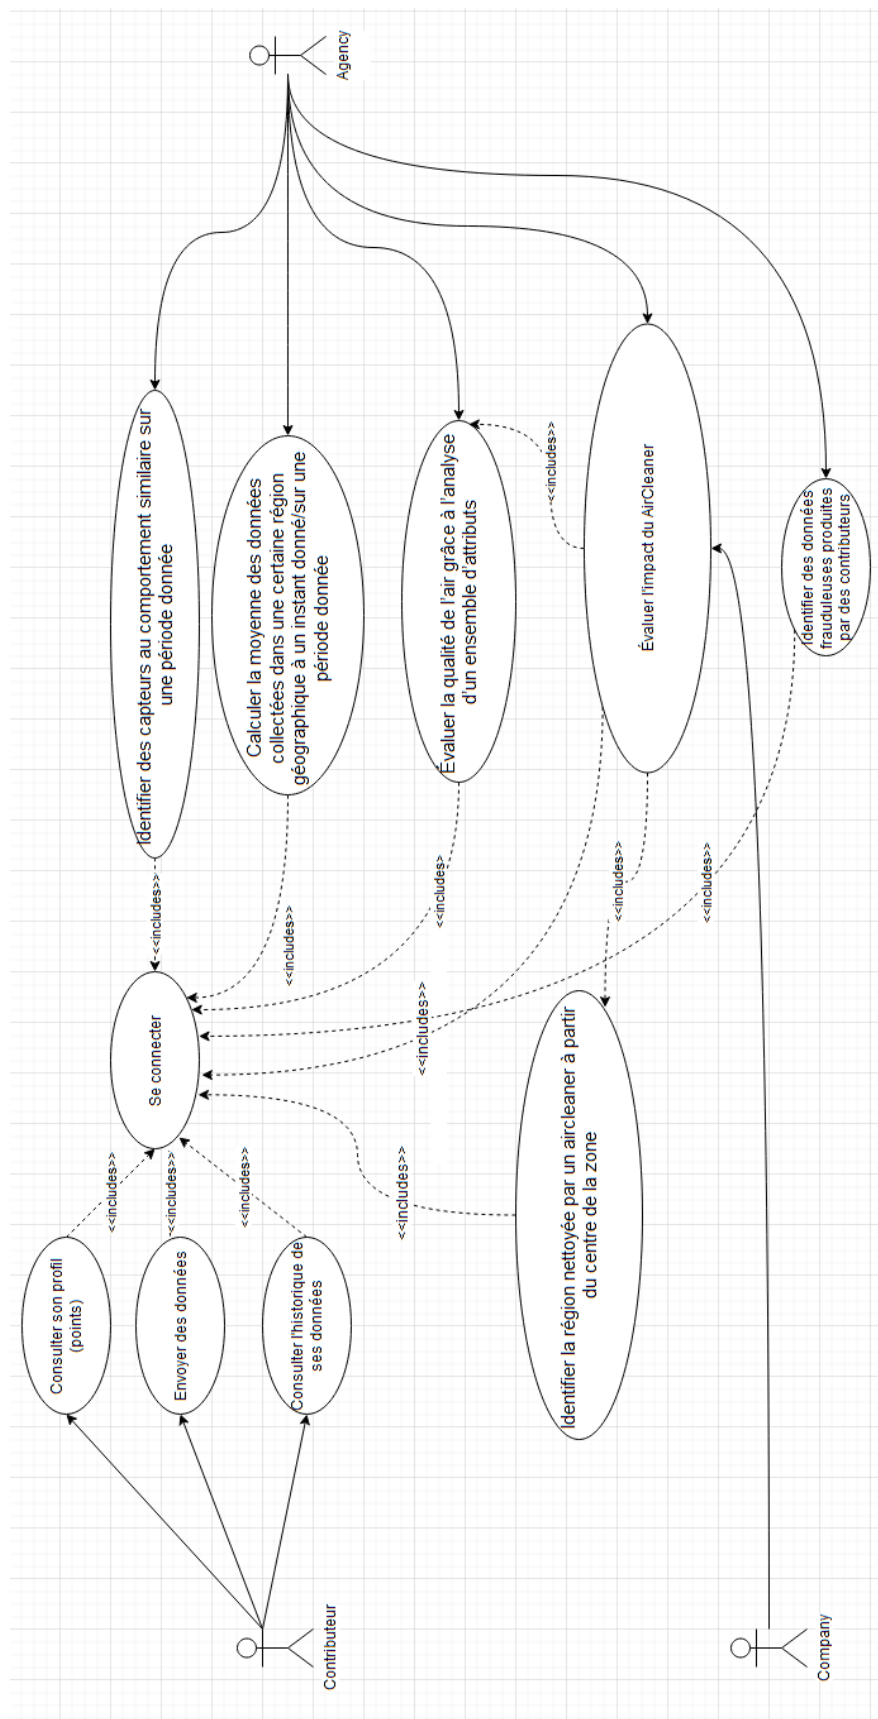 Consulter son profil
(points)
<<includes>>
Identifier des capteurs au comportement similaire sur
une période donnée
<<includes>>
Se connecter
Envoyer des données
<<includes>>
<<includes>>
Consulter l'historique de
ses données
Calculer la moyenne des données
collectées dans une certaine région
géographique à un instant donné/sur une
période donnée
<<includes>>
Contributeur
Agency
<<includes>>
<<includes>>
<<includes>
Évaluer la qualité de l'air grâce à l'analyse
d'un ensemble d'attributs
<<includes>>
Identifier la région nettoyée par un aircleaner à partir
du centre de la zone
<<includes>>
Évaluer l'impact du AirCleaner
<<includes>>
Identifier des données
frauduleuses produites
par des contributeurs
Company